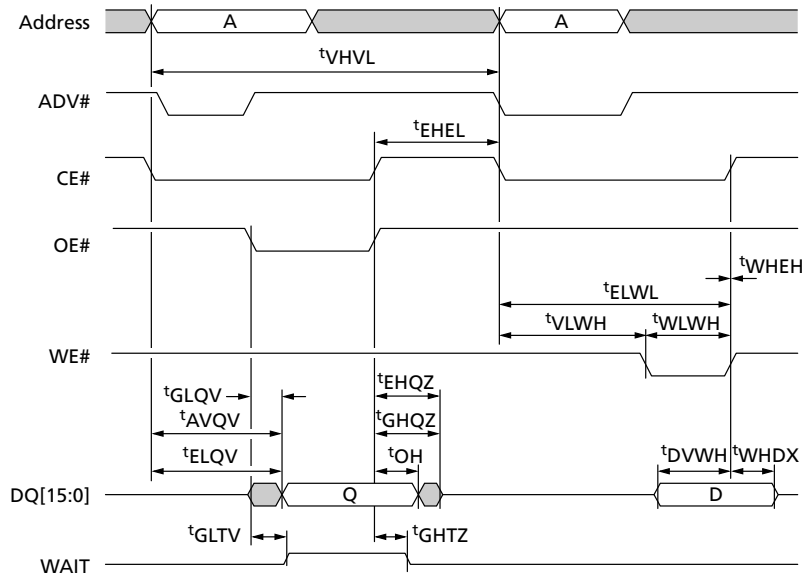 Address A A
tVHVL
ADV#
tEHEL
CE#
OE#
tWHEH
tELWL
tVLWH tWLWH
WE#
tGLQV tEHQZ
tAVQV tGHQZ
tELQV tOH tDVWH tWHDX
DQ[15:0] Q D
tGLTV tGHTZ
WAIT